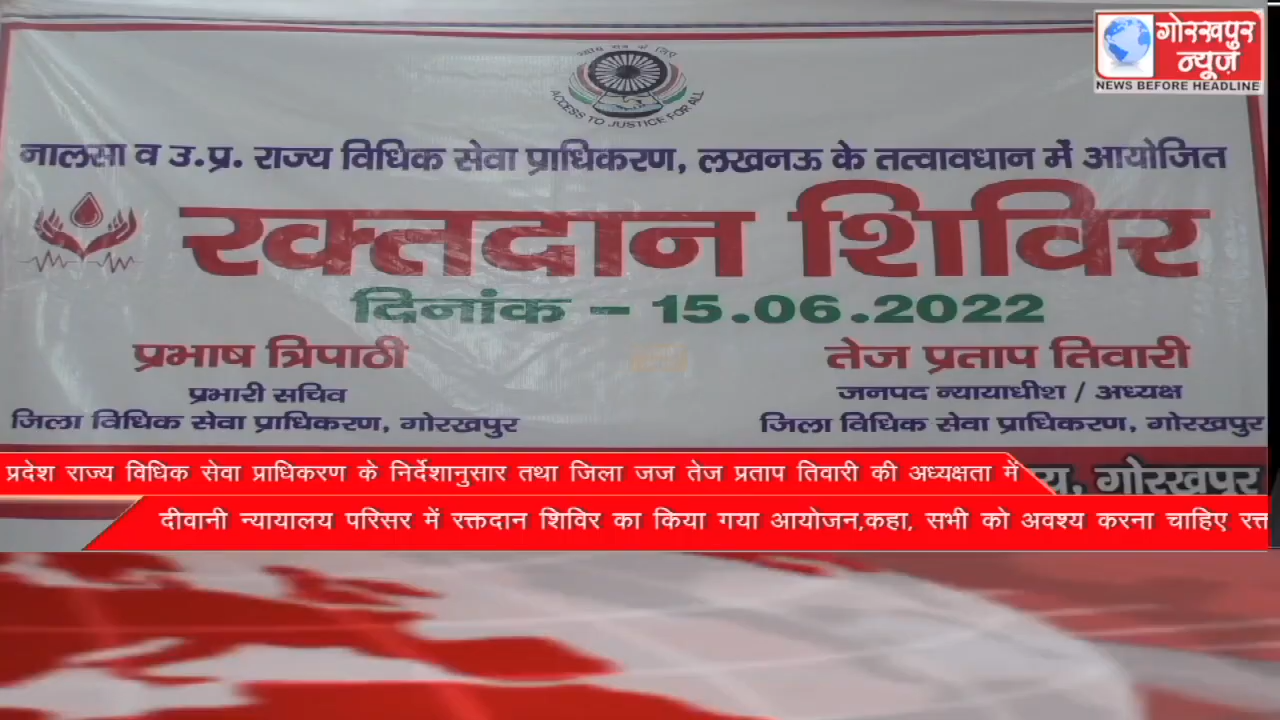 गोरखपुर
न्यूज़
NEWS BEFORE HEADLINE
ACCESS TO JUSTICE FOR ALL
नालसा व उ.प्र. राज्य विधिक सेवा प्राधिकरण, लखनऊ के तत्वावधान में आयोजित
रक्तदान शिविर
दिनांक – 15.06.2022
प्रभाष त्रिपाठी
प्रभारी सचिव
जिला विधिक सेवा प्राधिकरण, गोरखपुर
तेज प्रताप तिवारी
जनपद न्यायाधीश / अध्यक्ष
जिला विधिक सेवा प्राधिकरण, गोरखपुर
गोरखपुर
प्रदेश राज्य विधिक सेवा प्राधिकरण के निर्देशानुसार तथा जिला जज तेज प्रताप तिवारी की अध्यक्षता में
दीवानी न्यायालय परिसर में रक्तदान शिविर का किया गया आयोजन,कहा, सभी को अवश्य करना चाहिए रक्त